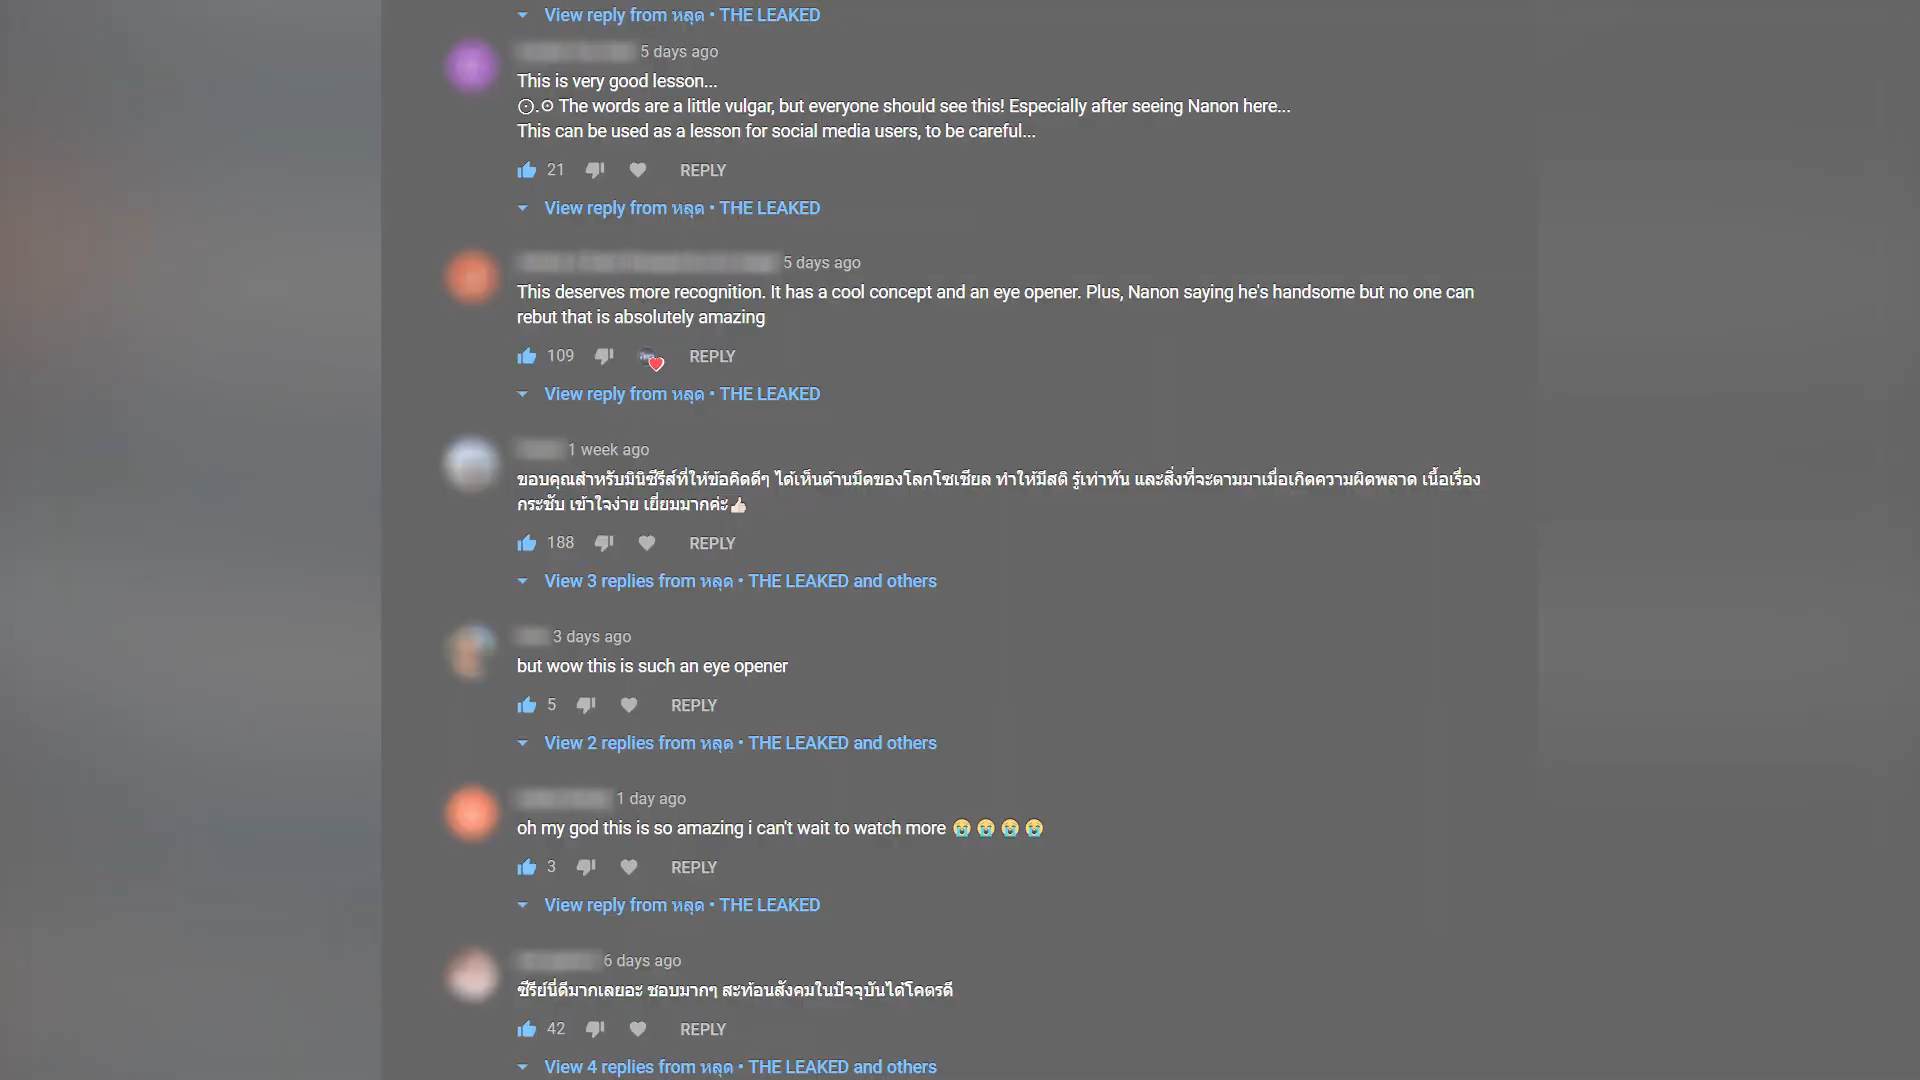 View reply from หลุด • THE LEAKED
5 days ago
This is very good lesson...
⊙.⊙ The words are a little vulgar, but everyone should see this! Especially after seeing Nanon here...
This can be used as a lesson for social media users, to be careful...
21 REPLY
View reply from หลุด • THE LEAKED
5 days ago
This deserves more recognition. It has a cool concept and an eye opener. Plus, Nanon saying he's handsome but no one can
rebut that is absolutely amazing
109 REPLY
View reply from หลุด • THE LEAKED
1 week ago
ขอบคุณสำหรับมินิซีรีส์ที่ให้ข้อคิดดีๆ ได้เห็นด้านมืดของโลกโซเชียล ทำให้มีสติ รู้เท่าทัน และสิ่งที่จะตามมาเมื่อเกิดความผิดพลาด เนื้อเรื่อง
กระชับ เข้าใจง่าย เยี่ยมมากค่ะ👍🏻
188 REPLY
View 3 replies from หลุด • THE LEAKED and others
3 days ago
but wow this is such an eye opener
5 REPLY
View 2 replies from หลุด • THE LEAKED and others
1 day ago
oh my god this is so amazing i can't wait to watch more 😭 😭 😭 😭
3 REPLY
View reply from หลุด • THE LEAKED
6 days ago
ซีรีย์นี่ดีมากเลยอะ ชอบมากๆ สะท้อนสังคมในปัจจุบันได้โคตรดี
42 REPLY
View 4 replies from หลุด • THE LEAKED and others